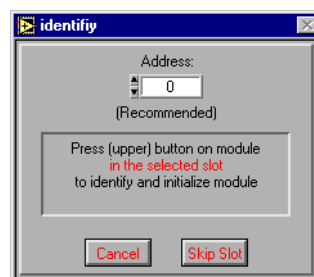 identifiy
Address:
0
(Recommended)
Press (upper) button on module
in the selected slot
to identify and initialize module
Cancel Skip Slot